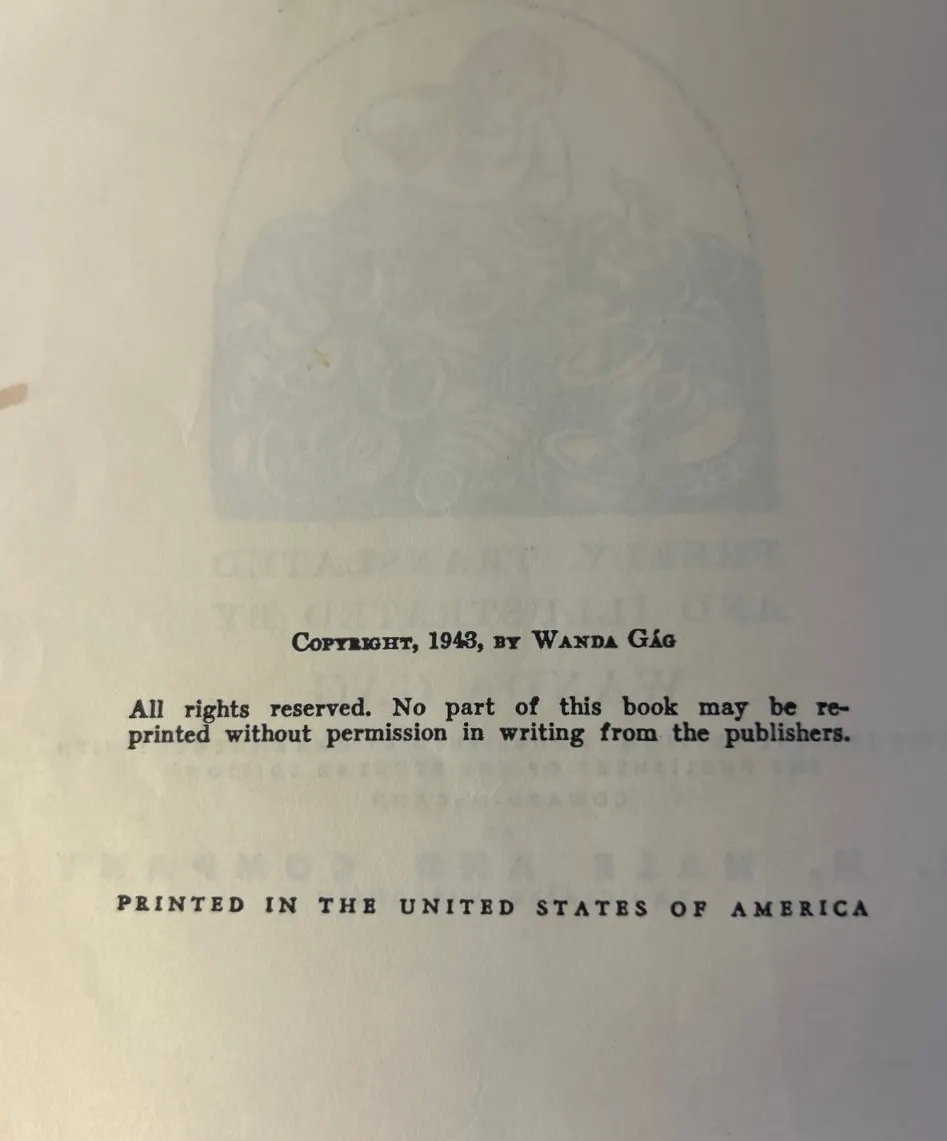 COPYRIGHT, 1943, BY WANDA GÁG
All rights reserved. No part of this book may be re-
printed without permission in writing from the publishers.
PRINTED IN THE UNITED STATES OF AMERICA